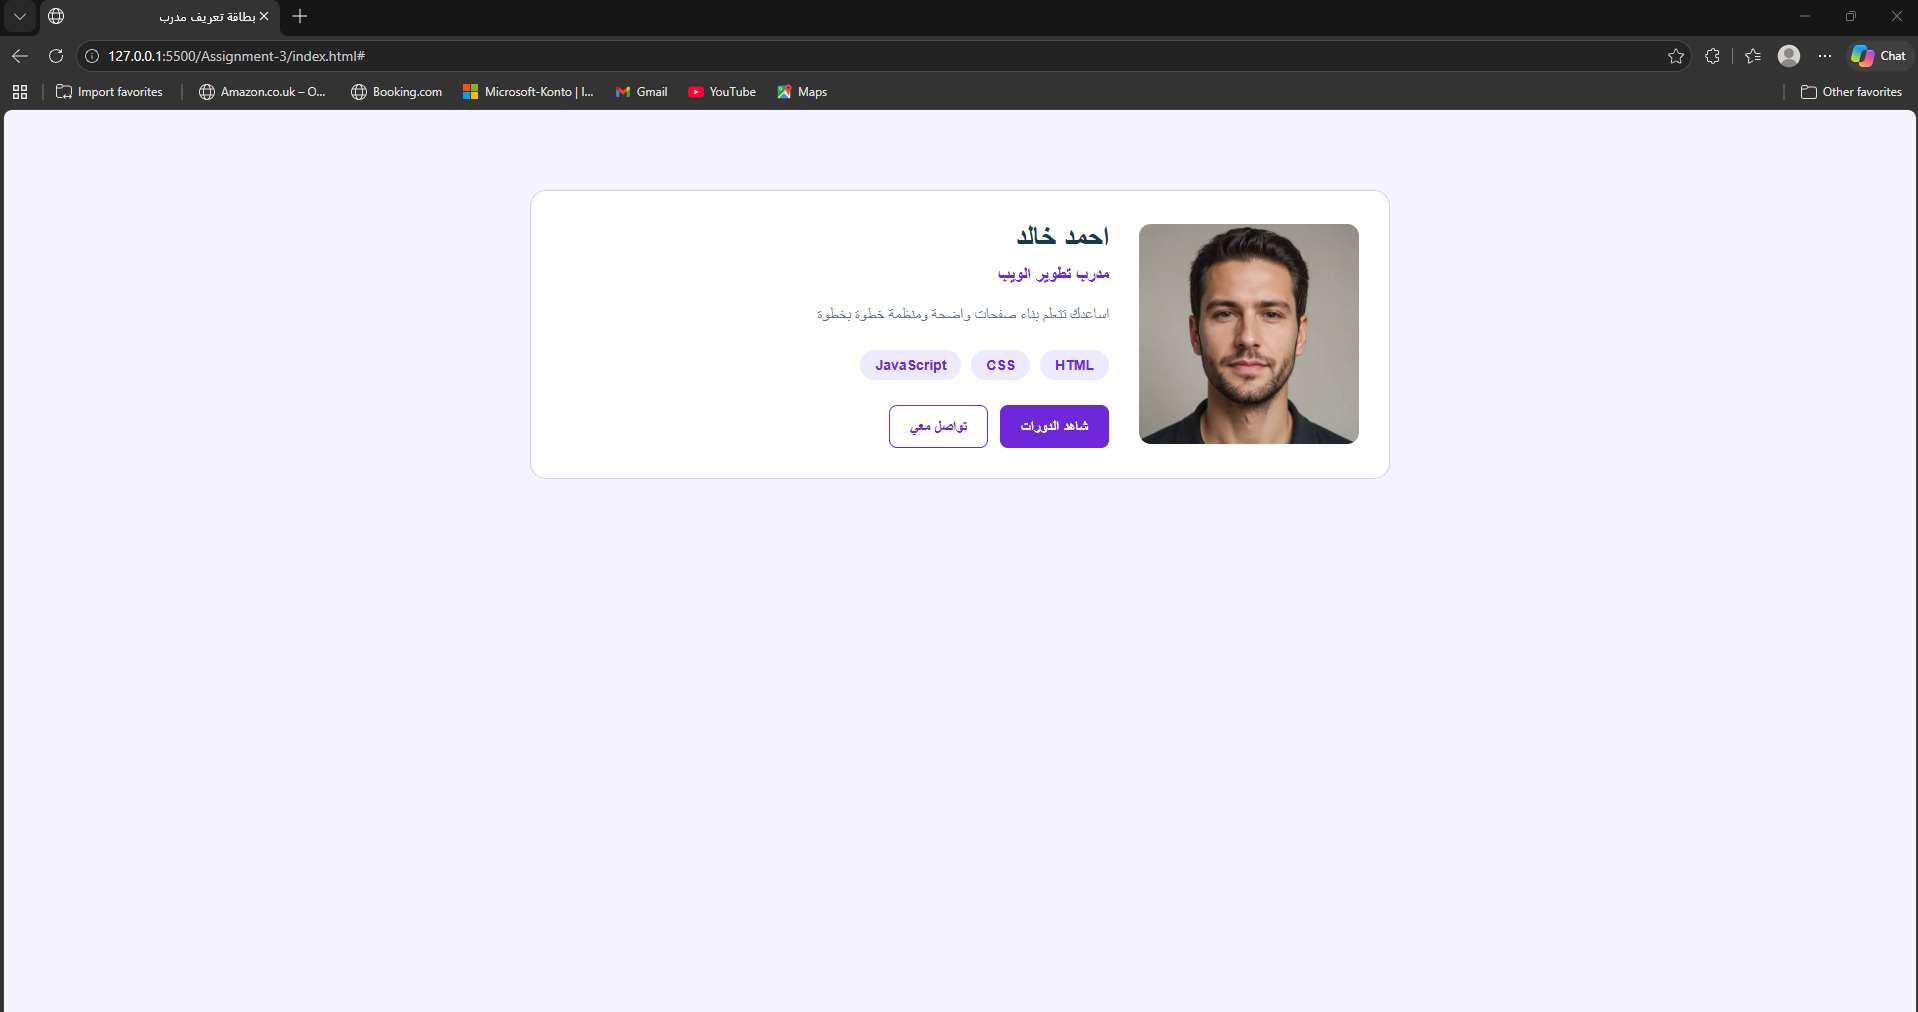 بطاقة تعريف مدرب
127.0.0.1:5500/Assignment-3/index.html#
Chat
Import favorites
Amazon.co.uk – O...
Booking.com
Microsoft-Konto | I...
Gmail
YouTube
Maps
Other favorites
احمد خالد
مدرب تطوير الويب
اساعدك تتعلم بناء صفحات واضحة ومنظمة خطوة بخطوة
HTML
CSS
JavaScript
شاهد الدورات
تواصل معي